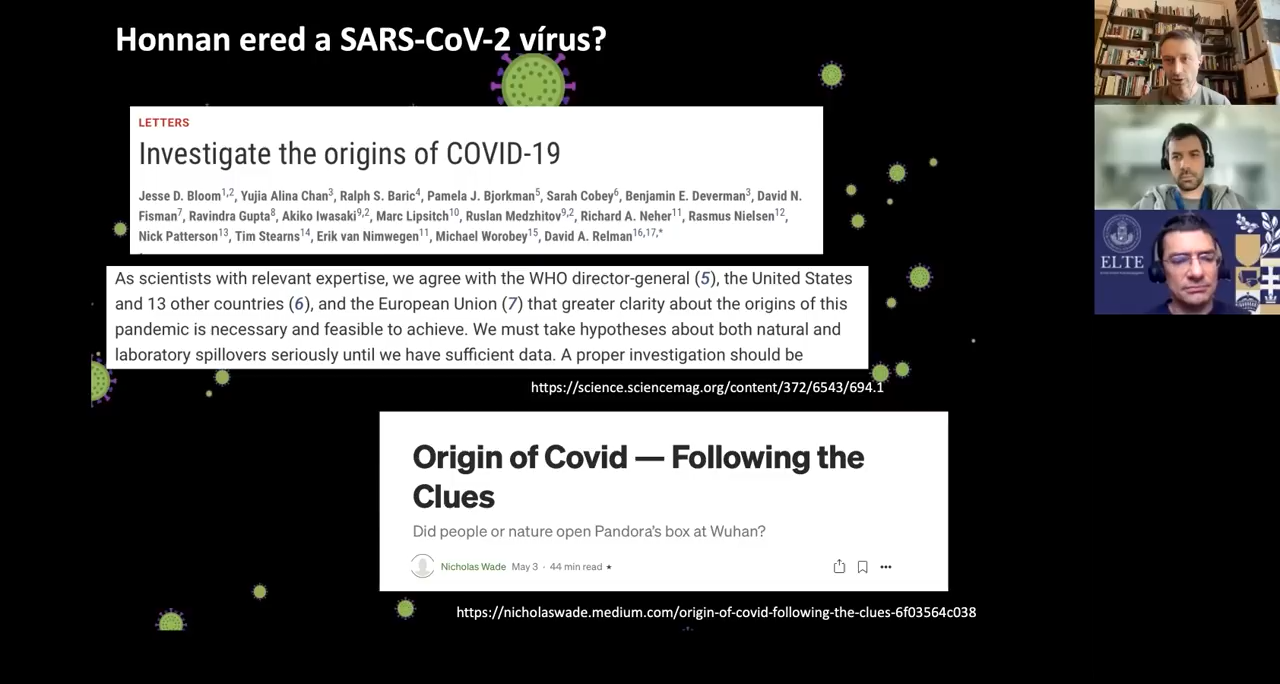 Honnan ered a SARS-CoV-2 vírus?
LETTERS
Investigate the origins of COVID-19
Jesse D. Bloom1,2, Yujia Alina Chan3, Ralph S. Baric4, Pamela J. Bjorkman5, Sarah Cobey6, Benjamin E. Deverman3, David N.
Fisman7, Ravindra Gupta8, Akiko Iwasaki9,2, Marc Lipsitch10, Ruslan Medzhitov9,2, Richard A. Neher11, Rasmus Nielsen12,
Nick Patterson13, Tim Stearns14, Erik van Nimwegen11, Michael Worobey15, David A. Relman16,17,*
As scientists with relevant expertise, we agree with the WHO director-general (5), the United States
and 13 other countries (6), and the European Union (7) that greater clarity about the origins of this
pandemic is necessary and feasible to achieve. We must take hypotheses about both natural and
laboratory spillovers seriously until we have sufficient data. A proper investigation should be
https://science.sciencemag.org/content/372/6543/694.1
Origin of Covid — Following the
Clues
Did people or nature open Pandora's box at Wuhan?
Nicholas Wade May 3 · 44 min read ★
https://nicholaswade.medium.com/origin-of-covid-following-the-clues-6f03564c038
ELTE